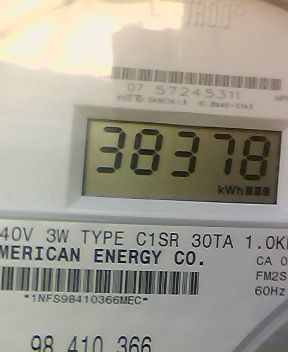 TRON
07 57245311
38378
kWh
40V 3W TYPE C1SR 30TA 1.0K
MERICAN ENERGY CO.
CA 0
FM2S
60Hz
*1NFS98410366MEC*
98 410 366